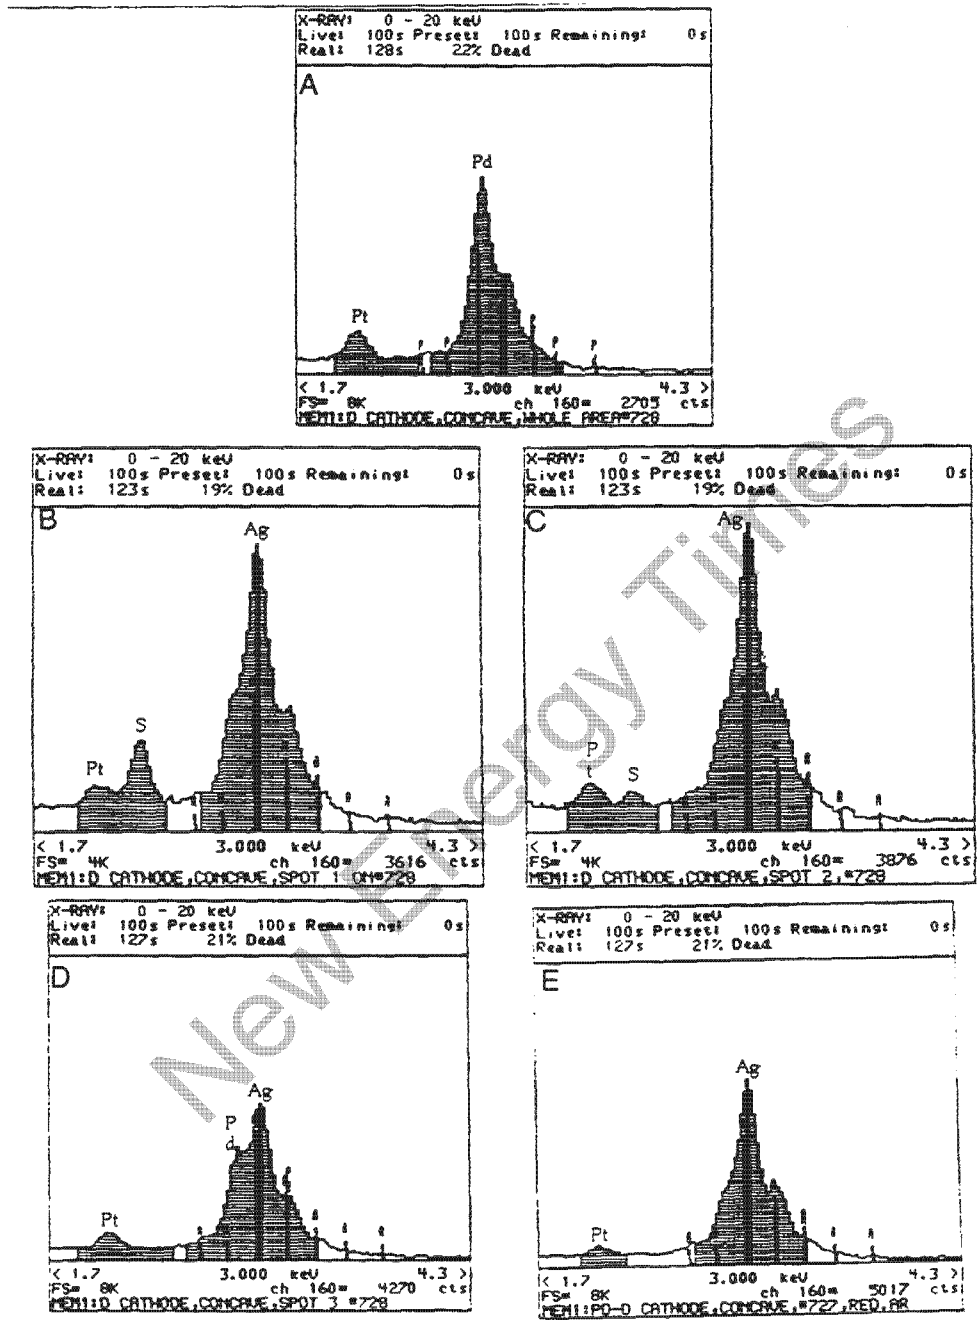 X-RAY: 0 - 20 keV
Live: 100s Preset: 100s Remaining: 0s
Real: 128s 22% Dead
A
Pd
Pt
< 1.7 3.000 keV 4.3 >
FS= 8K ch 160= 2705 cts
MEM1:D CATHODE,CONCAVE,WHOLE AREA#728
X-RAY: 0 - 20 keV
Live: 100s Preset: 100s Remaining: 0s
Real: 123s 19% Dead
B
Ag
S
Pt
< 1.7 3.000 keV 4.3 >
FS= 4K ch 160= 3616 cts
MEM1:D CATHODE,CONCAVE,SPOT 1 ON#728
X-RAY: 0 - 20 keV
Live: 100s Preset: 100s Remaining: 0s
Real: 123s 19% Dead
C
Ag
P
t
S
< 1.7 3.000 keV 4.3 >
FS= 4K ch 160= 3876 cts
MEM1:D CATHODE,CONCAVE,SPOT 2,#728
X-RAY: 0 - 20 keV
Live: 100s Preset: 100s Remaining: 0s
Real: 127s 21% Dead
D
Ag
P
d
Pt
< 1.7 3.000 keV 4.3 >
FS= 8K ch 160= 4270 cts
MEM1:D CATHODE,CONCAVE,SPOT 3 #728
X-RAY: 0 - 20 keV
Live: 100s Preset: 100s Remaining: 0s
Real: 127s 21% Dead
E
Ag
Pt
< 1.7 3.000 keV 4.3 >
FS= 8K ch 160= 5017 cts
MEM1:PD-D CATHODE,CONCAVE,#727,RED,AR
New Energy Times